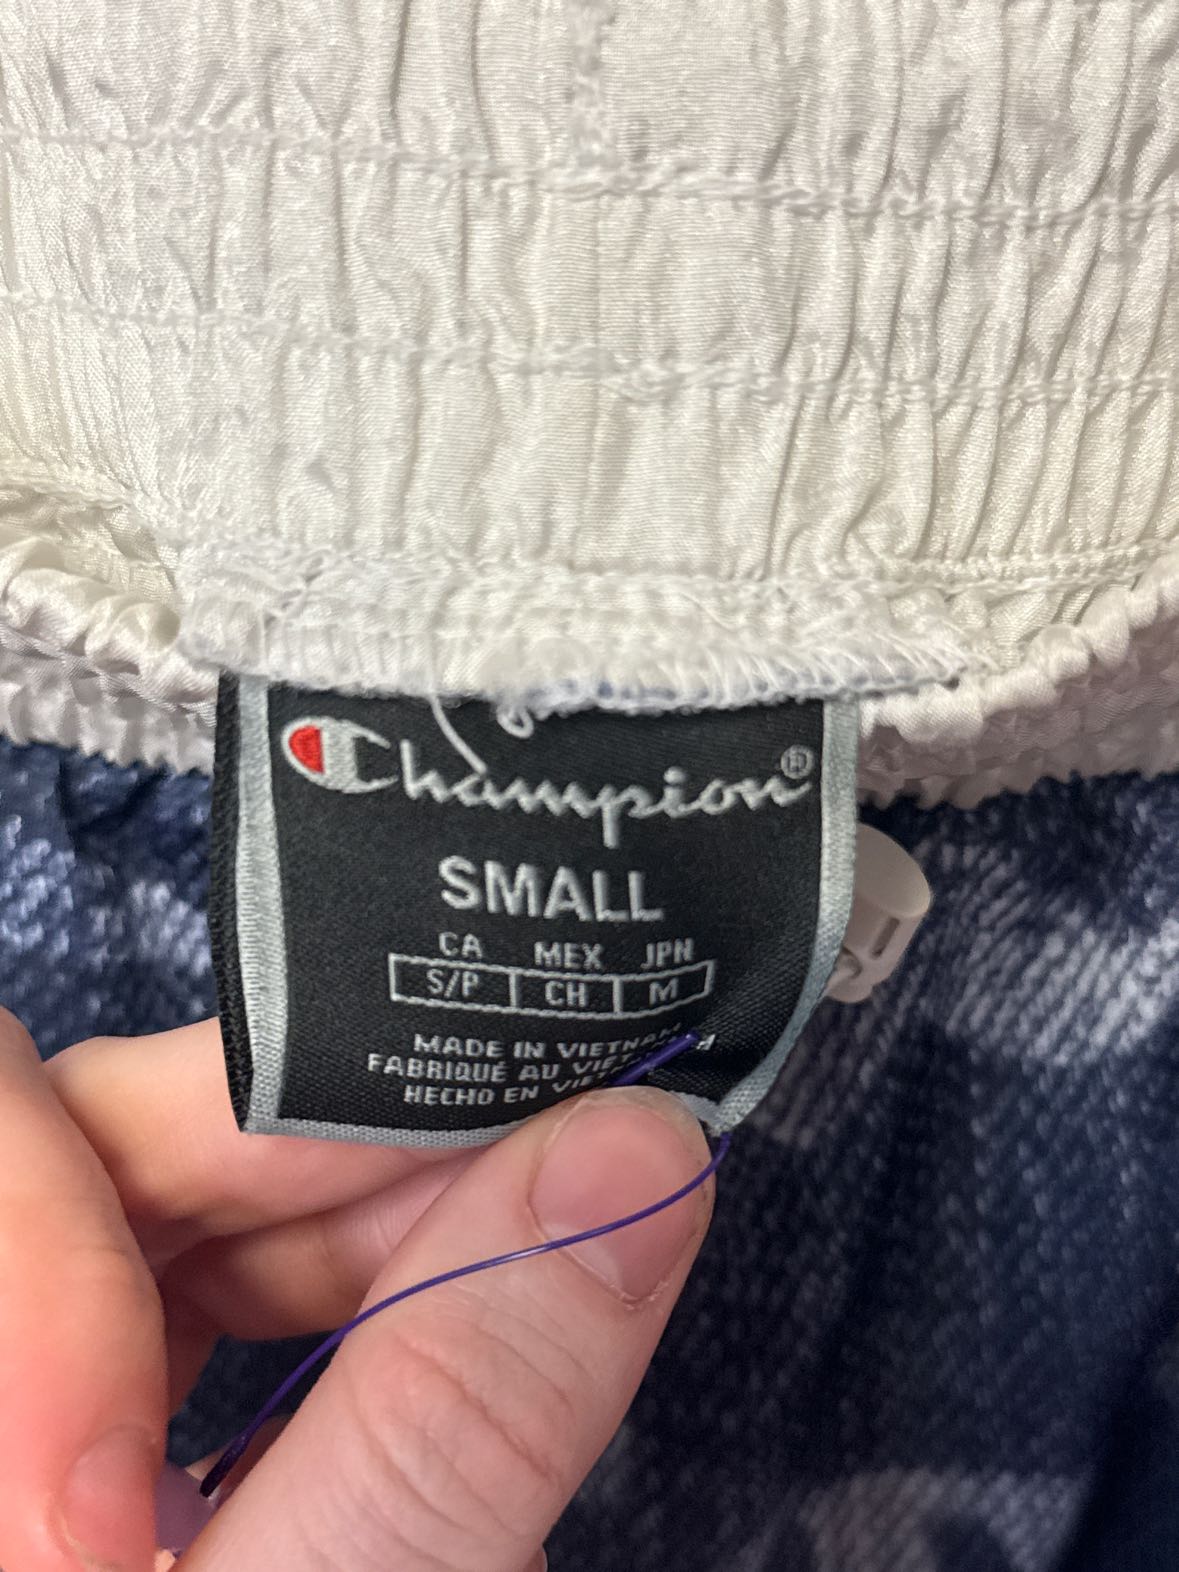 Champion®
SMALL
CA MEX JPN
S/P CH M
MADE IN VIETNAM
FABRIQUÉ AU
HECHO EN